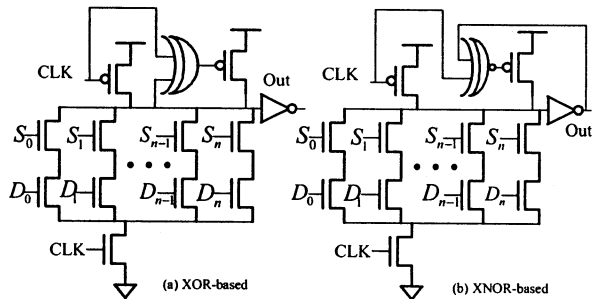 CLK
Out
S0 S1 Sn-1 Sn
D0 D1 Dn-1 Dn
CLK
(a) XOR-based
CLK
Out
S0 S1 Sn-1 Sn
D0 D1 Dn-1 Dn
CLK
(b) XNOR-based